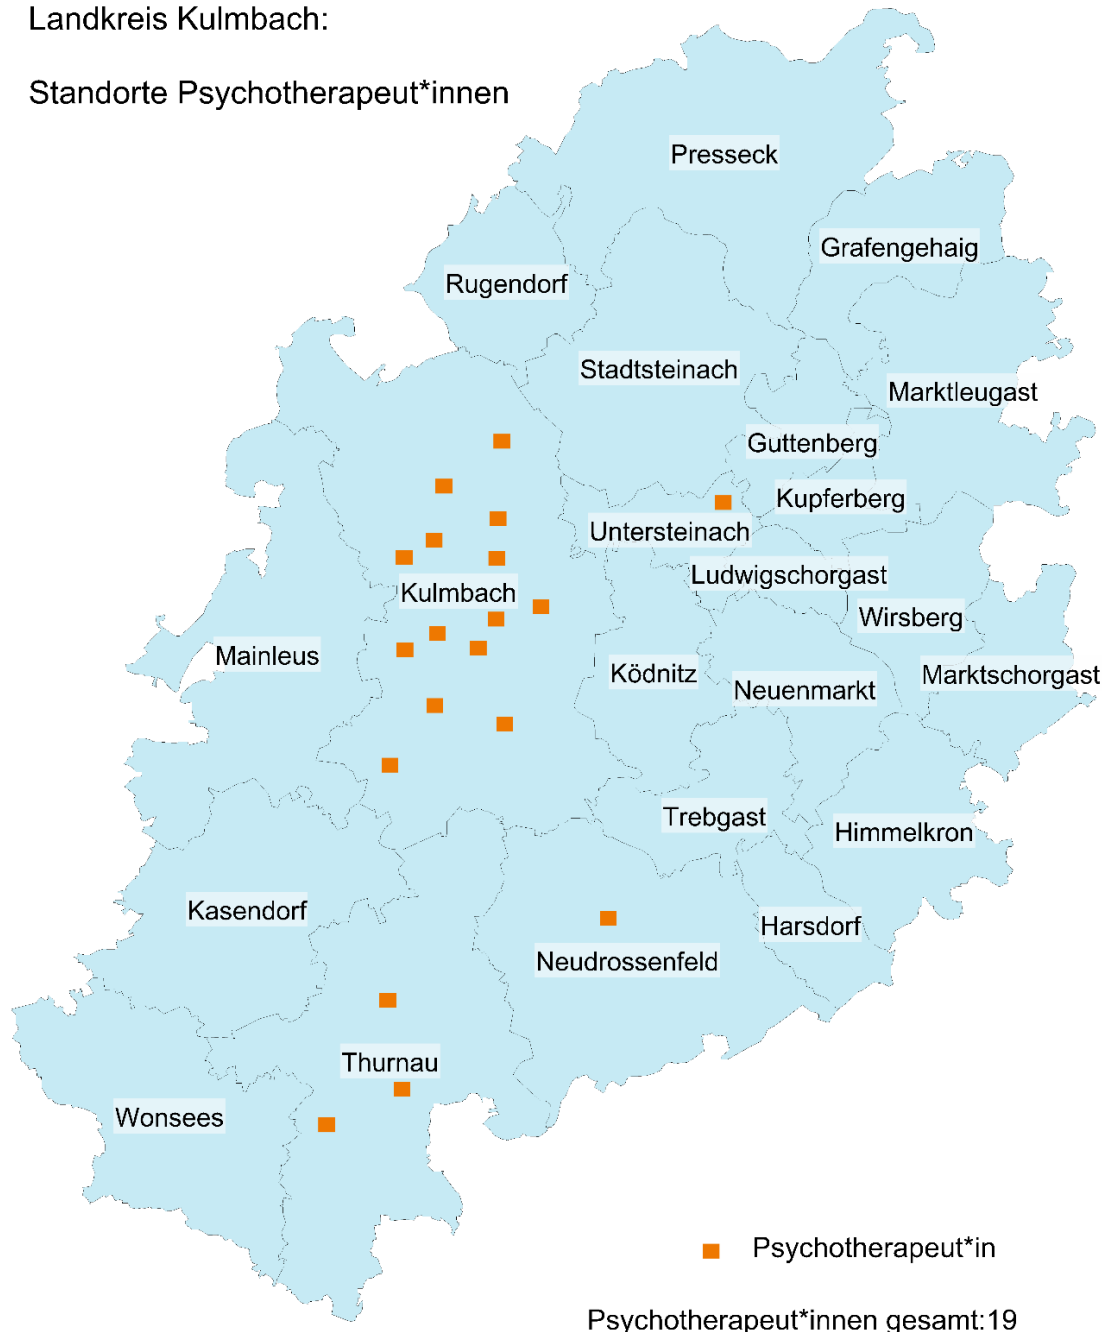 Landkreis Kulmbach:
Standorte Psychotherapeut*innen
Presseck
Grafengehaig
Rugendorf
Stadtsteinach
Marktleugast
Guttenberg
Kupferberg
Untersteinach
Ludwigschorgast
Kulmbach
Wirsberg
Mainleus
Ködnitz
Marktschorgast
Neuenmarkt
Trebgast
Himmelkron
Kasendorf
Harsdorf
Neudrossenfeld
Thurnau
Wonsees
Psychotherapeut*in
Psychotherapeut*innen gesamt:19